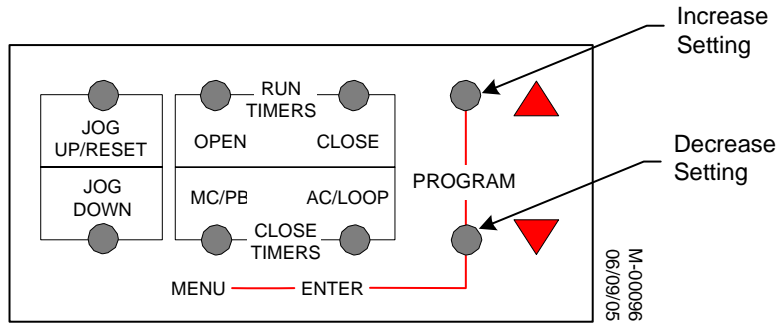 Increase
Setting
RUN
TIMERS
JOG
UP/RESET
OPEN
CLOSE
Decrease
Setting
JOG
DOWN
MC/PB
AC/LOOP
PROGRAM
CLOSE
TIMERS
MENU
ENTER
M-00096
06/09/05